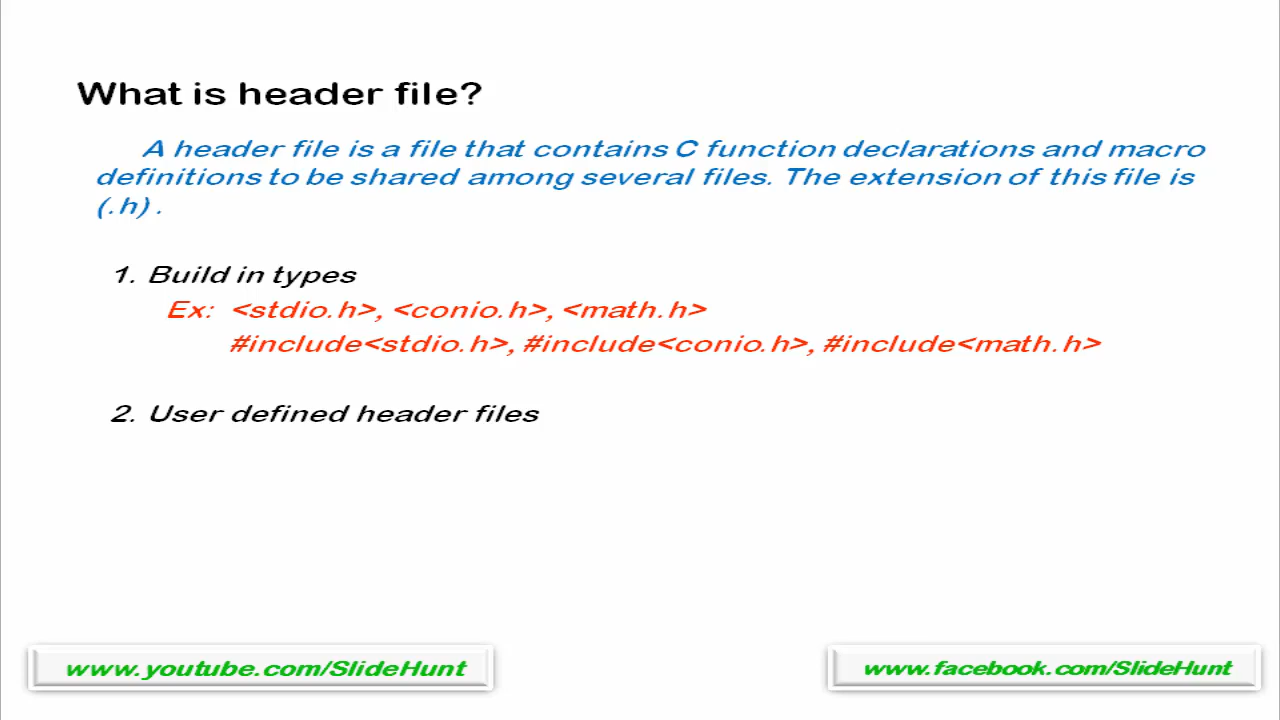 What is header file?
A header file is a file that contains C function declarations and macro
definitions to be shared among several files. The extension of this file is
(.h) .
1. Build in types
Ex: <stdio.h>, <conio.h>, <math.h>
#include<stdio.h>, #include<conio.h>, #include<math.h>
2. User defined header files
www.youtube.com/SlideHunt
www.facebook.com/SlideHunt